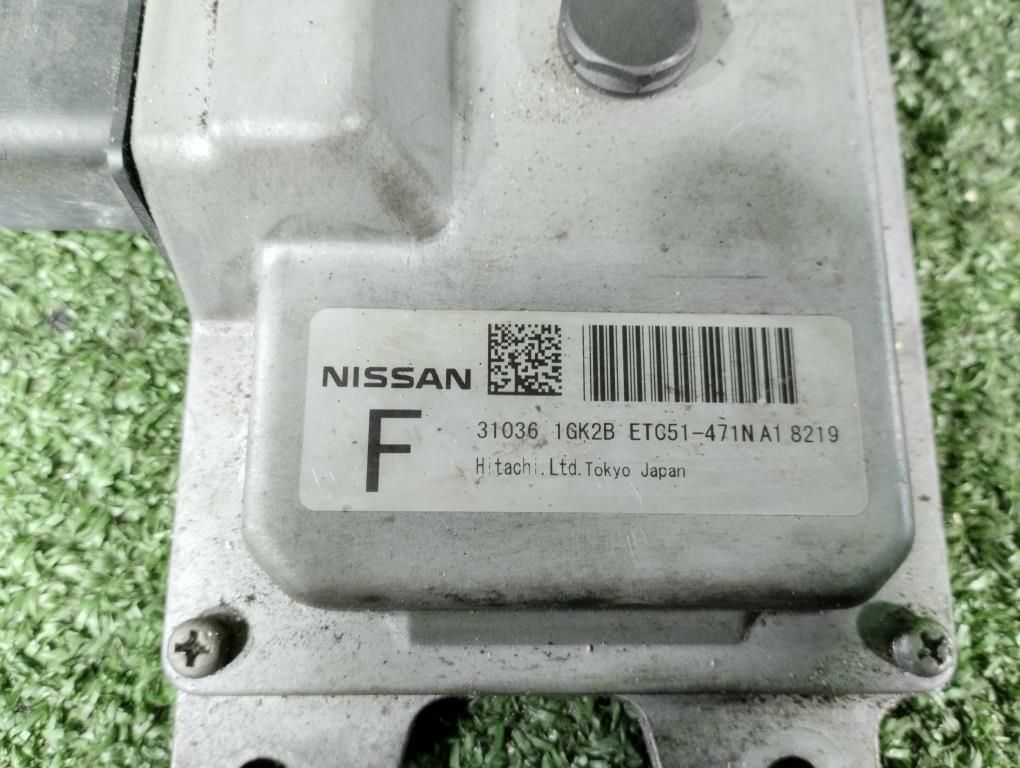 NISSAN
F
31036 1GK2B ETC51-471N A1 8219
Hitachi.Ltd.Tokyo Japan